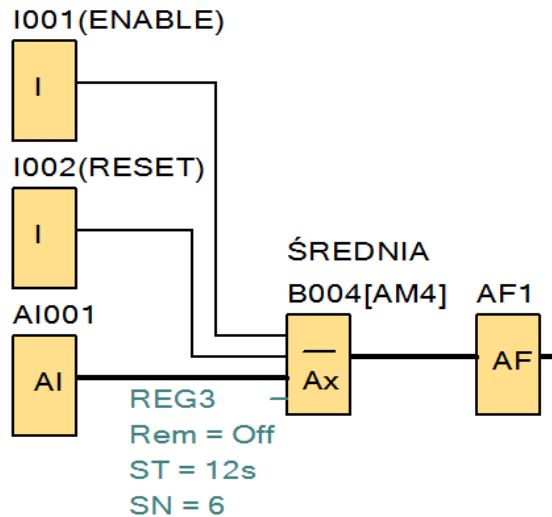 I001(ENABLE)
I
I002(RESET)
I
ŚREDNIA
B004[AM4] AF1
AI001
AI
Ax
AF
REG3
Rem = Off
ST = 12s
SN = 6